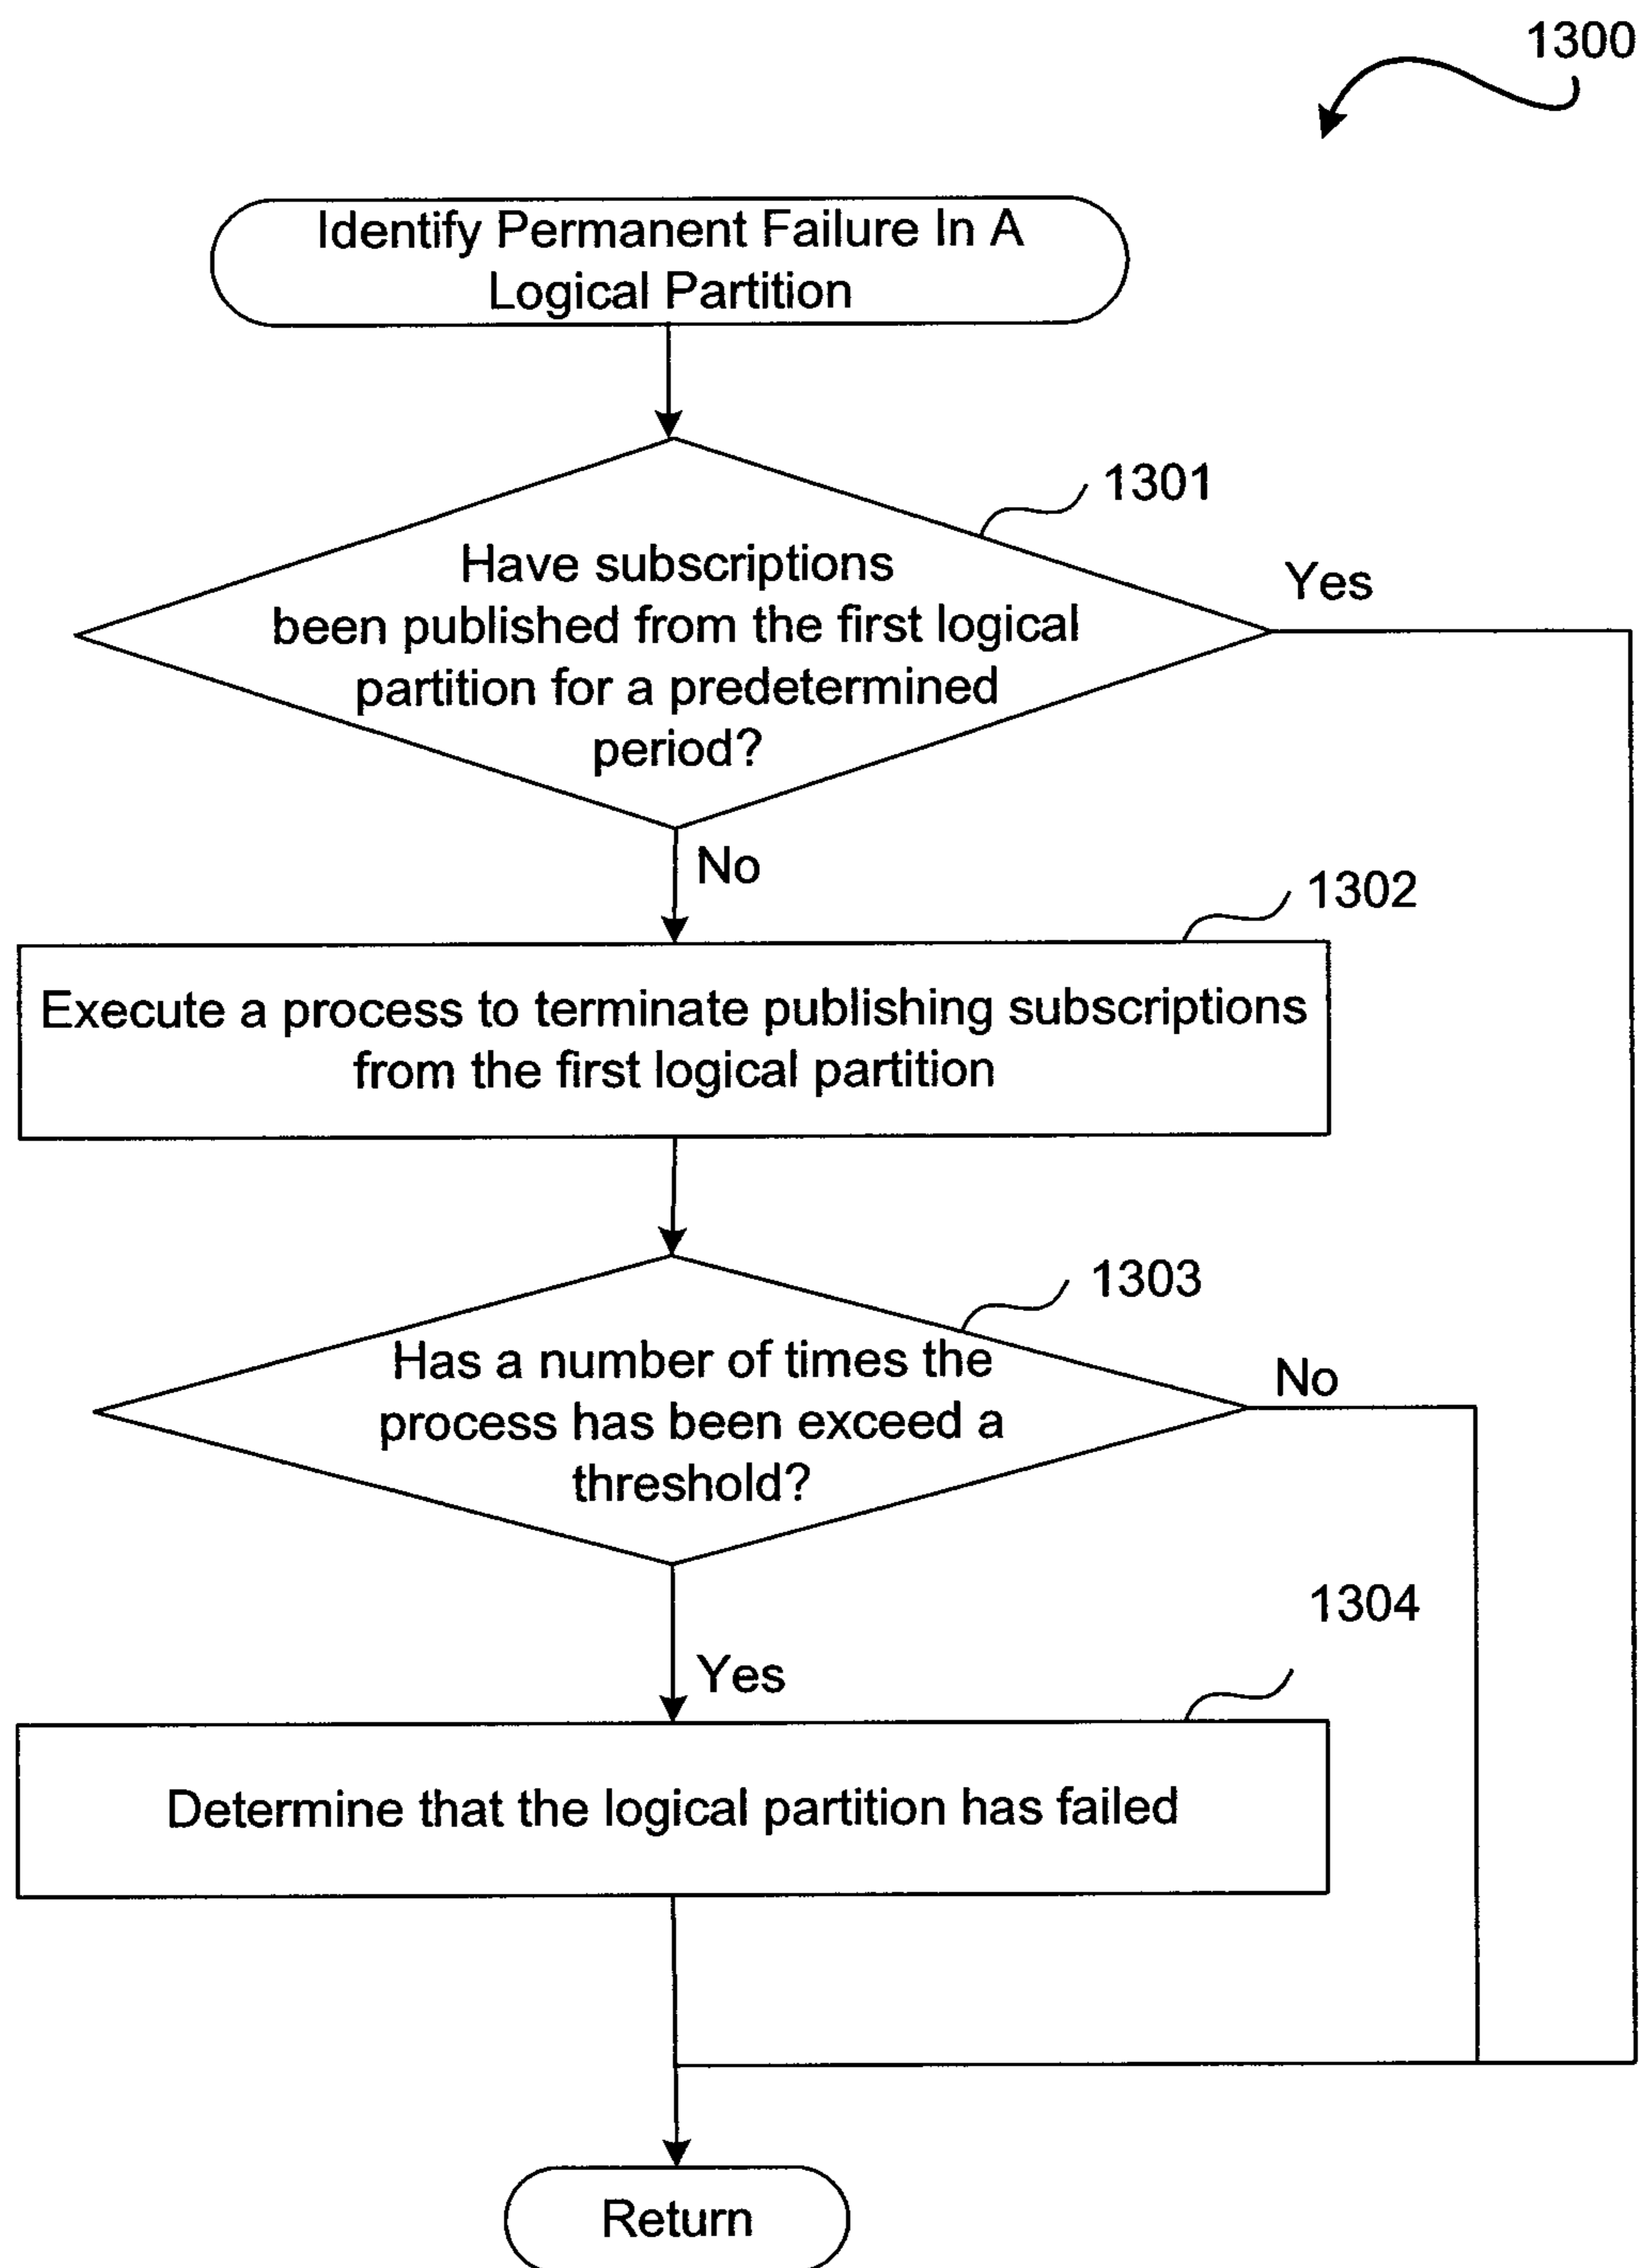 1300
Identify Permanent Failure In A
Logical Partition
1301
Have subscriptions
been published from the first logical
partition for a predetermined
period?
Yes
No
1302
Execute a process to terminate publishing subscriptions
from the first logical partition
1303
Has a number of times the
process has been exceed a
threshold?
No
1304
Yes
Determine that the logical partition has failed
Return